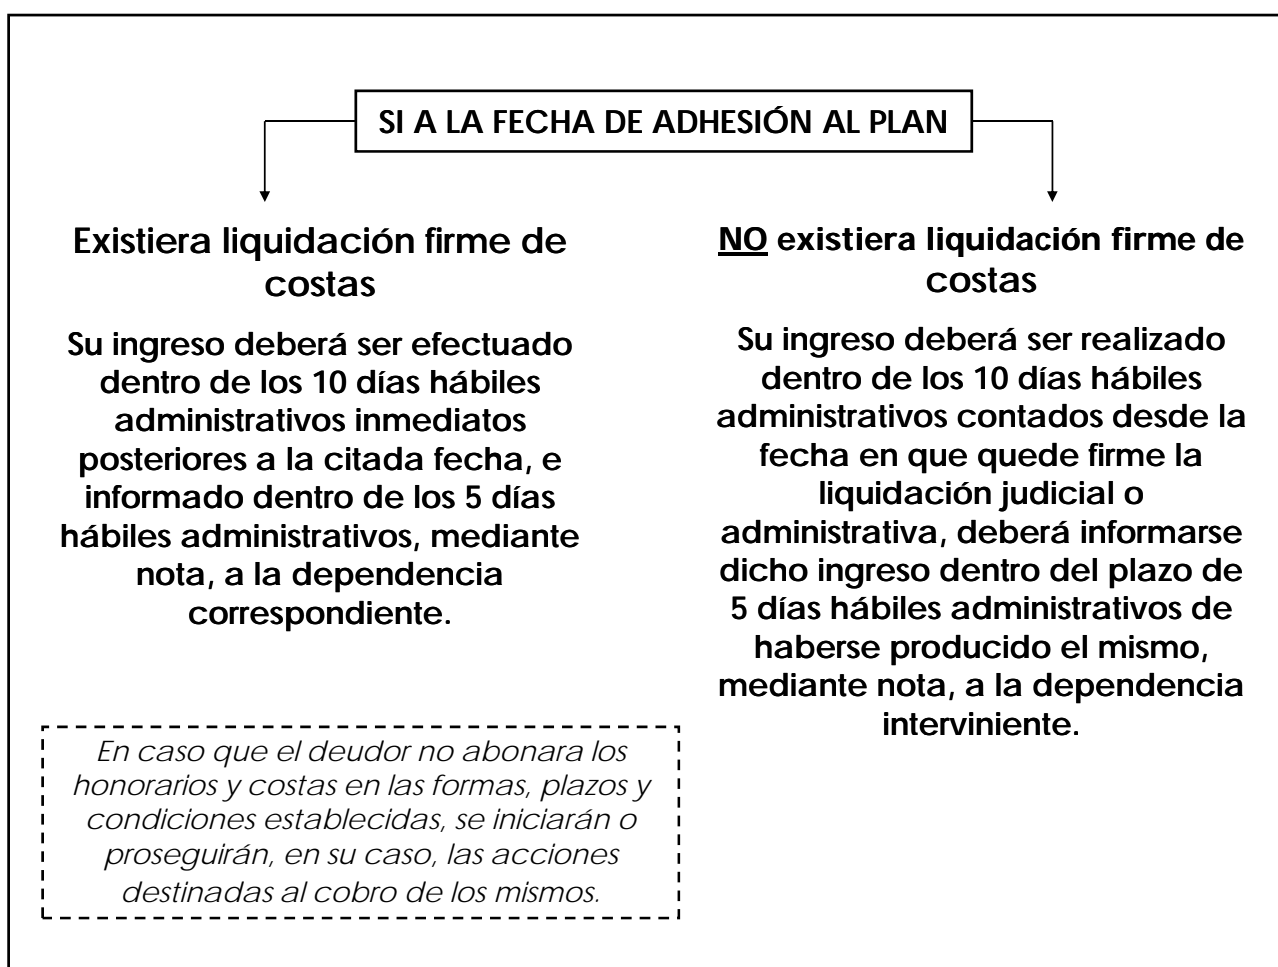 SI A LA FECHA DE ADHESIÓN AL PLAN
Existiera liquidación firme de
costas
Su ingreso deberá ser efectuado
dentro de los 10 días hábiles
administrativos inmediatos
posteriores a la citada fecha, e
informado dentro de los 5 días
hábiles administrativos, mediante
nota, a la dependencia
correspondiente.
NO existiera liquidación firme de
costas
Su ingreso deberá ser realizado
dentro de los 10 días hábiles
administrativos contados desde la
fecha en que quede firme la
liquidación judicial o
administrativa, deberá informarse
dicho ingreso dentro del plazo de
5 días hábiles administrativos de
haberse producido el mismo,
mediante nota, a la dependencia
interviniente.
En caso que el deudor no abonara los
honorarios y costas en las formas, plazos y
condiciones establecidas, se iniciarán o
proseguirán, en su caso, las acciones
destinadas al cobro de los mismos.